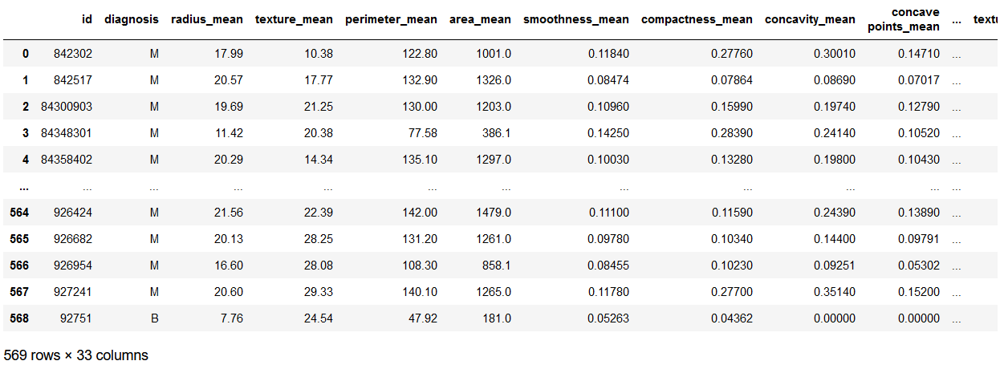 id diagnosis radius_mean texture_mean perimeter_mean area_mean smoothness_mean compactness_mean concavity_mean concave points_mean ...
0 842302 M 17.99 10.38 122.80 1001.0 0.11840 0.27760 0.30010 0.14710 ...
1 842517 M 20.57 17.77 132.90 1326.0 0.08474 0.07864 0.08690 0.07017 ...
2 84300903 M 19.69 21.25 130.00 1203.0 0.10960 0.15990 0.19740 0.12790 ...
3 84348301 M 11.42 20.38 77.58 386.1 0.14250 0.28390 0.24140 0.10520 ...
4 84358402 M 20.29 14.34 135.10 1297.0 0.10030 0.13280 0.19800 0.10430 ...
... ... ... ... ... ... ... ... ... ... ... ...
564 926424 M 21.56 22.39 142.00 1479.0 0.11100 0.11590 0.24390 0.13890 ...
565 926682 M 20.13 28.25 131.20 1261.0 0.09780 0.10340 0.14400 0.09791 ...
566 926954 M 16.60 28.08 108.30 858.1 0.08455 0.10230 0.09251 0.05302 ...
567 927241 M 20.60 29.33 140.10 1265.0 0.11780 0.27700 0.35140 0.15200 ...
568 92751 B 7.76 24.54 47.92 181.0 0.05263 0.04362 0.00000 0.00000 ...
569 rows × 33 columns